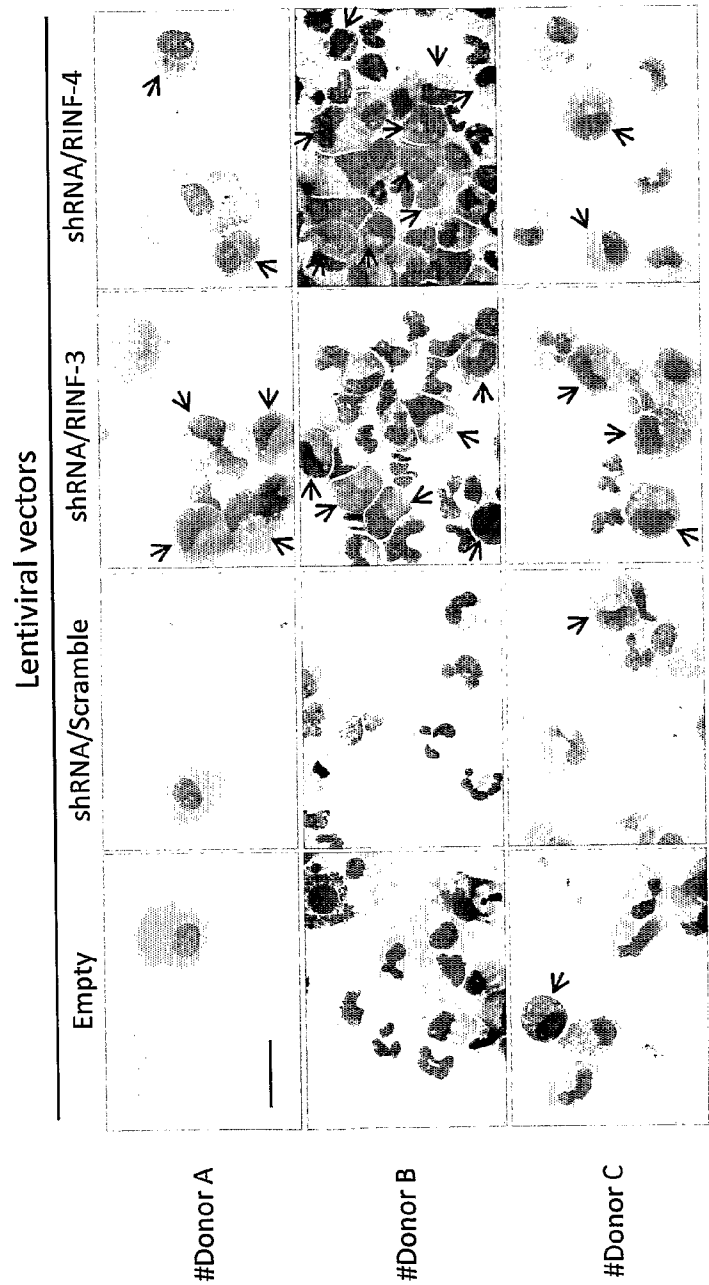 Lentiviral vectors
Empty
shRNA/Scramble
shRNA/RINF-3
shRNA/RINF-4
#Donor A
#Donor B
#Donor C